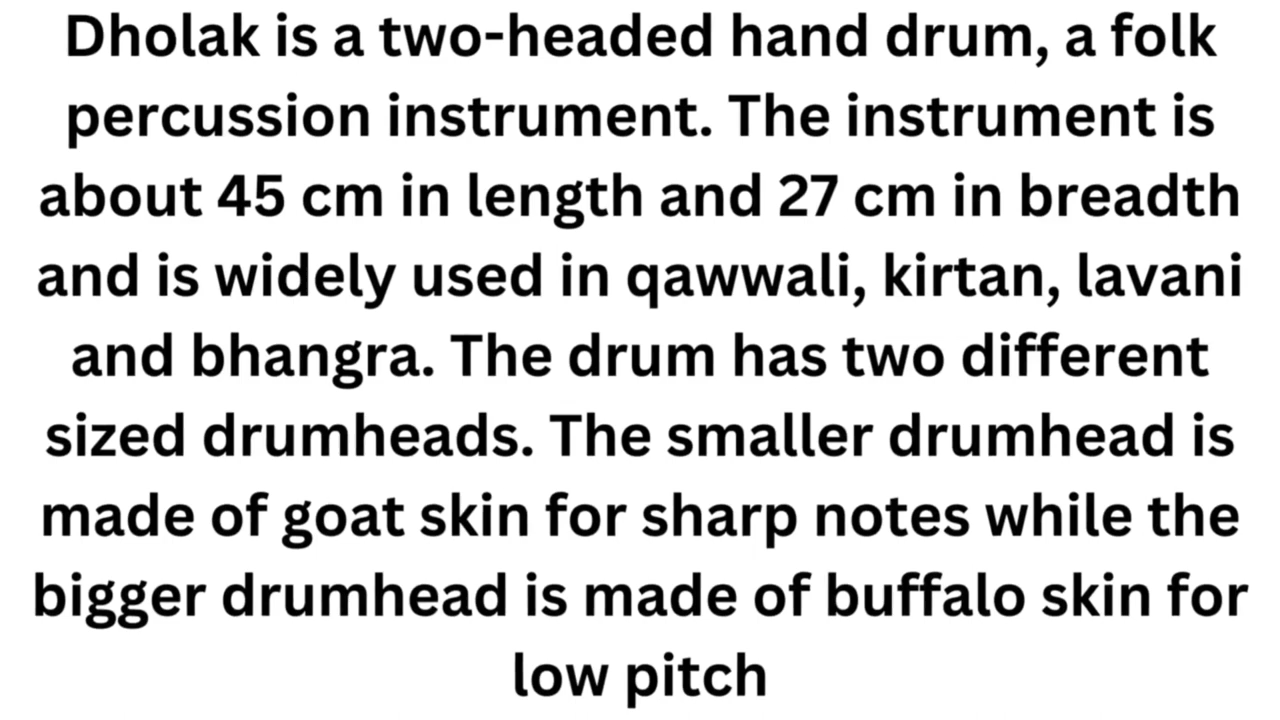 Dholak is a two-headed hand drum, a folk
percussion instrument. The instrument is
about 45 cm in length and 27 cm in breadth
and is widely used in qawwali, kirtan, lavani
and bhangra. The drum has two different
sized drumheads. The smaller drumhead is
made of goat skin for sharp notes while the
bigger drumhead is made of buffalo skin for
low pitch